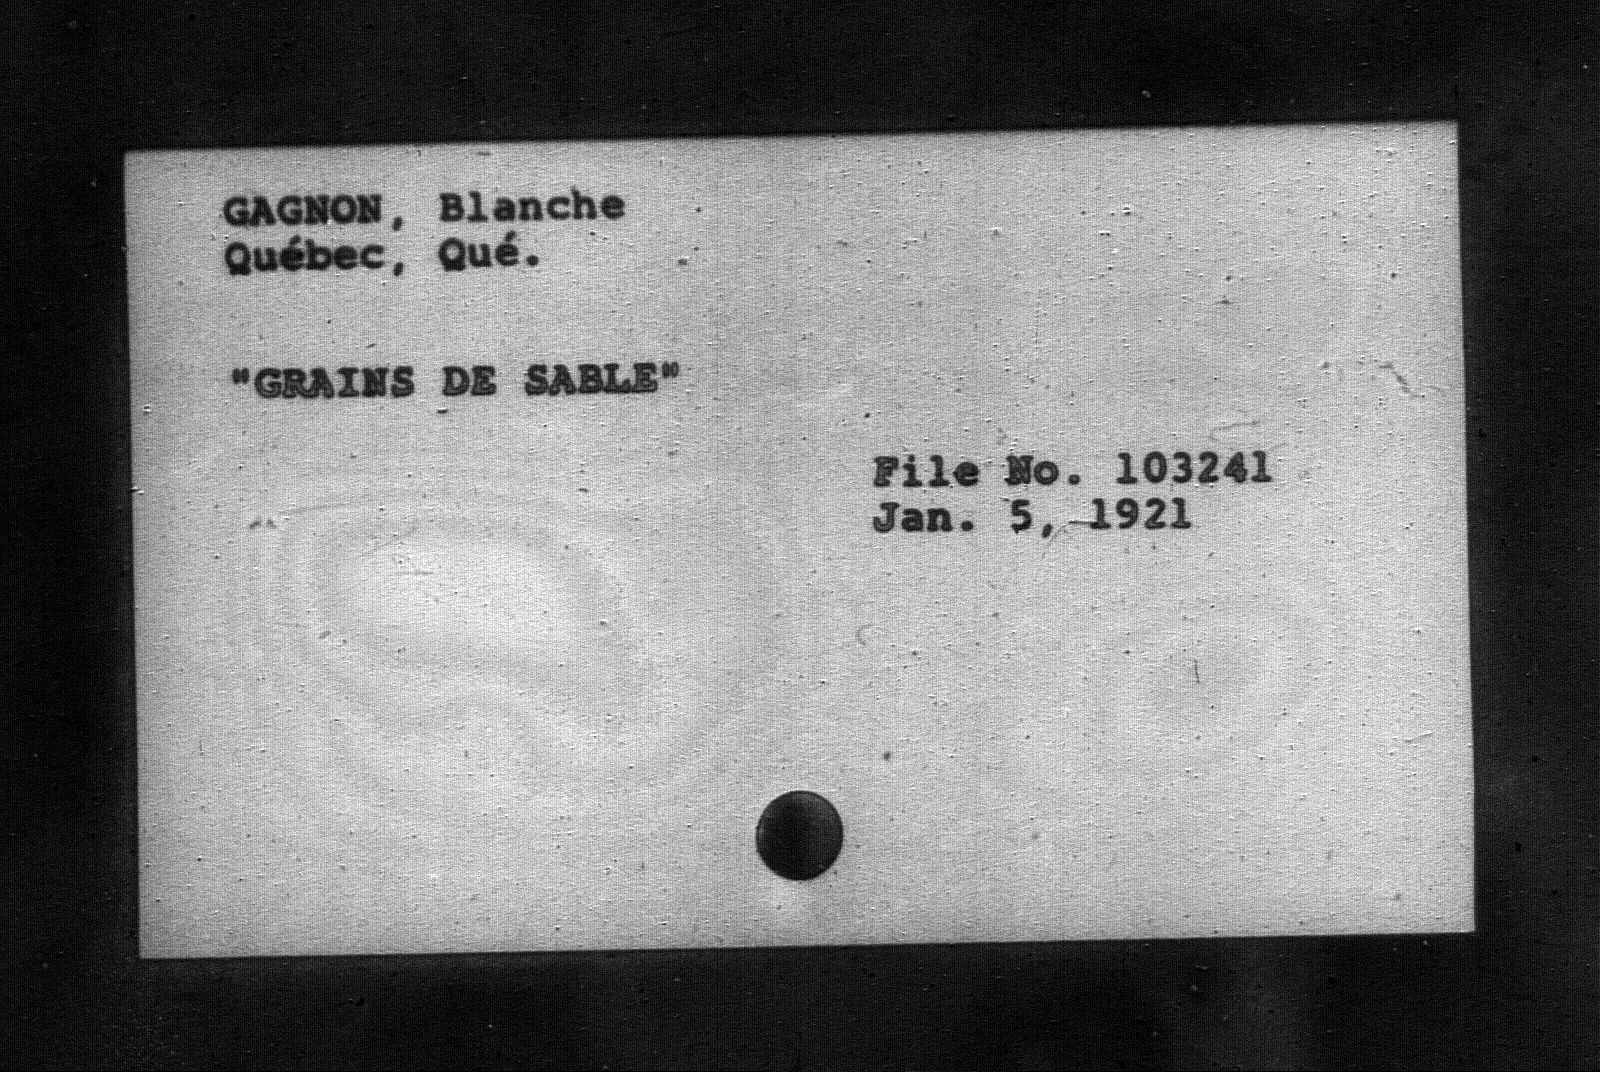 GAGNON, Blanche
Québec, Qué.
"GRAINS DE SABLE"
File No. 103241
Jan. 5, 1921